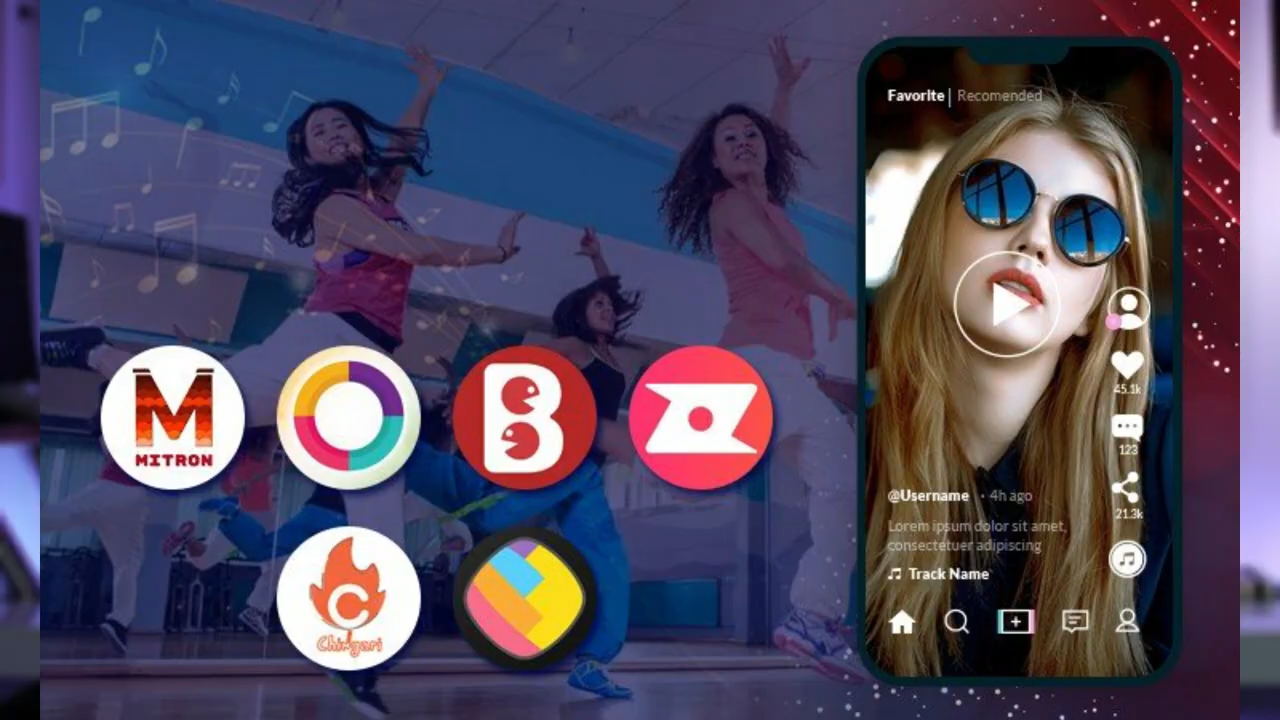 Favorite | Recomended
M
MITRON
B
Chingari
45.1k
123
21.3k
@Username • 4h ago
Lorem ipsum dolor sit amet,
consectetuer adipiscing
Track Name